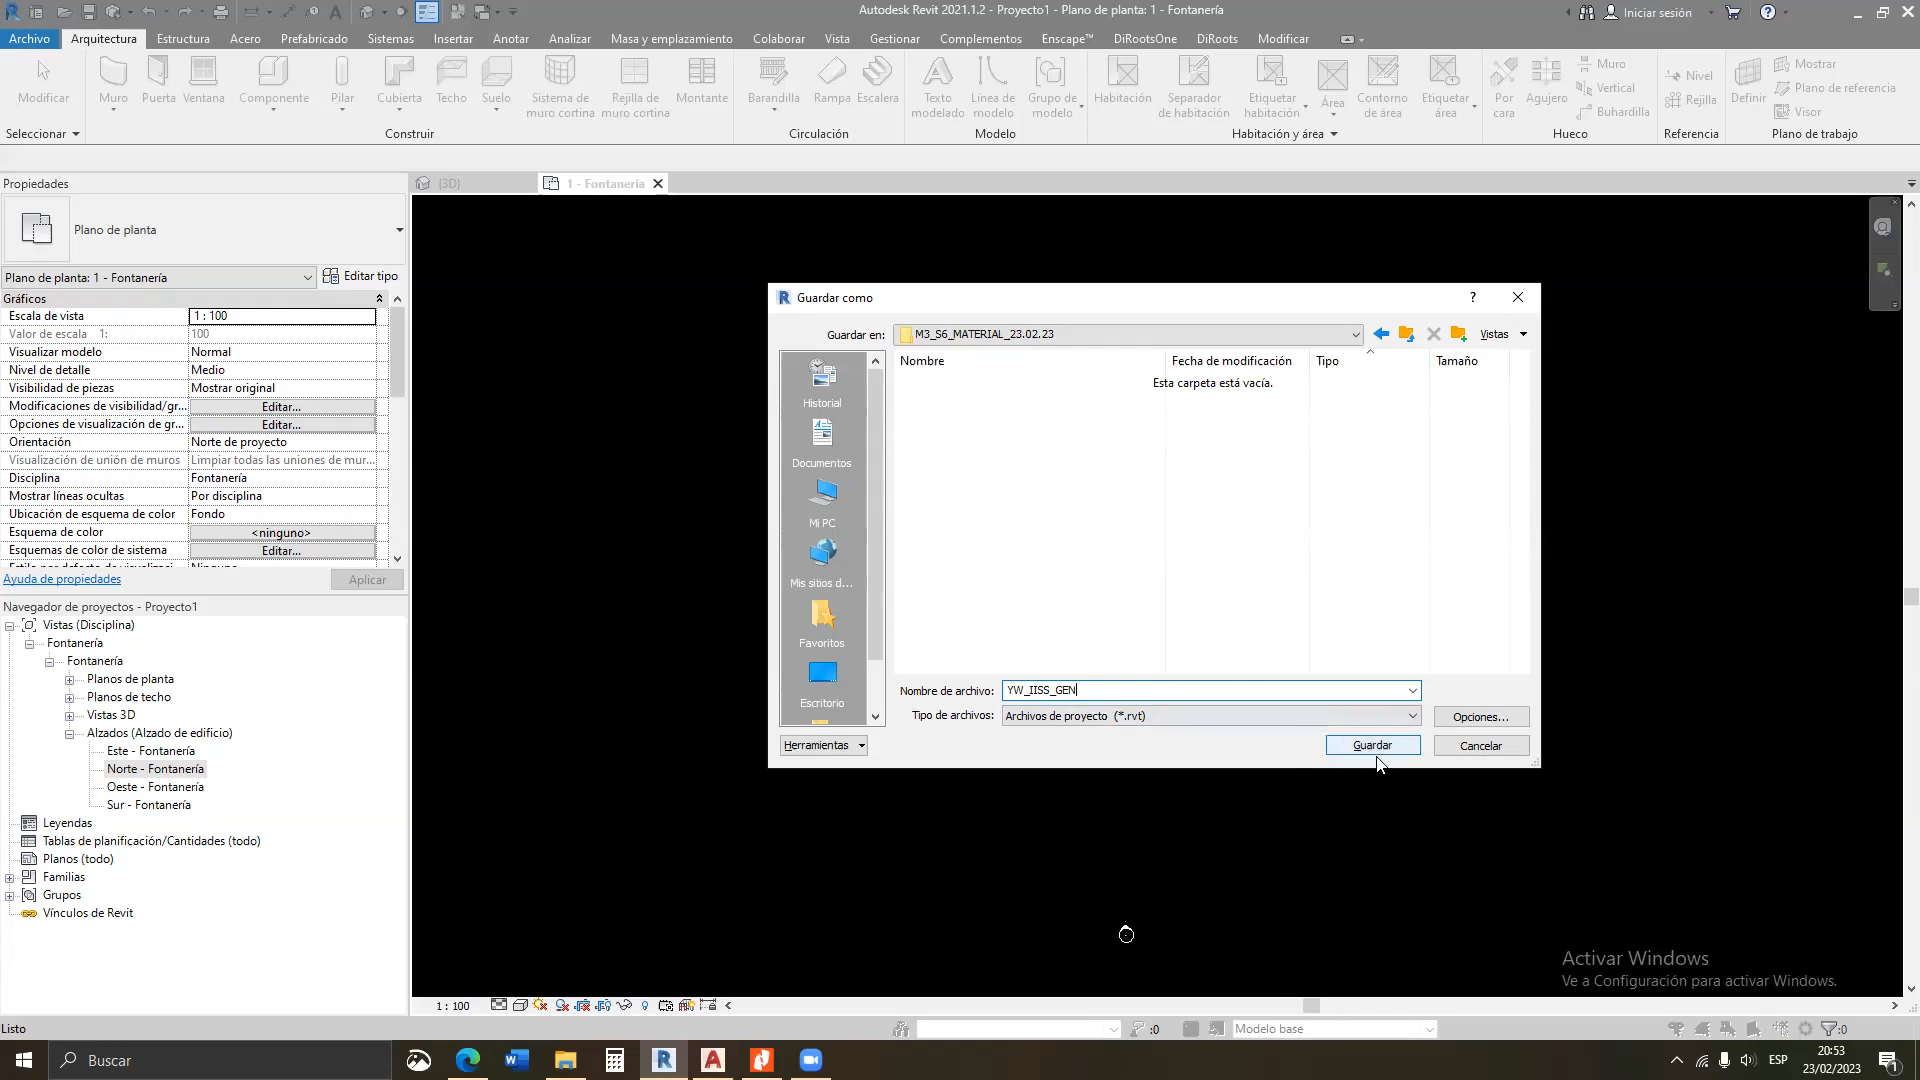 Autodesk Revit 2021.1.2 - Proyecto1 - Plano de planta: 1 - Fontanería
Iniciar sesión
Archivo Arquitectura Estructura Acero Prefabricado Sistemas Insertar Anotar Analizar Masa y emplazamiento Colaborar Vista Gestionar Complementos Enscape™ DiRootsOne DiRoots Modificar
Modificar
Muro
Puerta
Ventana
Componente
Pilar
Cubierta
Techo
Suelo
Sistema de muro cortina
Rejilla de muro cortina
Montante
Barandilla
Rampa
Escalera
Texto modelado
Línea de modelo
Grupo de modelo
Habitación
Separador de habitación
Etiquetar habitación
Área
Contorno de área
Etiquetar área
Por cara
Agujero
Muro
Vertical
Buhardilla
Nivel
Rejilla
Definir
Mostrar
Plano de referencia
Visor
Seleccionar Construir Circulación Modelo Habitación y área Hueco Referencia Plano de trabajo
Propiedades
(3D)
1 - Fontanería
Plano de planta
Plano de planta: 1 - Fontanería Editar tipo
Gráficos
Escala de vista 1 : 100
Valor de escala 1: 100
Visualizar modelo Normal
Nivel de detalle Medio
Visibilidad de piezas Mostrar original
Modificaciones de visibilidad/gr... Editar...
Opciones de visualización de gr... Editar...
Orientación Norte de proyecto
Visualización de unión de muros Limpiar todas las uniones de mur...
Disciplina Fontanería
Mostrar líneas ocultas Por disciplina
Ubicación de esquema de color Fondo
Esquema de color <ninguno>
Esquemas de color de sistema Editar...
Ayuda de propiedades Aplicar
Navegador de proyectos - Proyecto1
Vistas (Disciplina)
Fontanería
Fontanería
Planos de planta
Planos de techo
Vistas 3D
Alzados (Alzado de edificio)
Este - Fontanería
Norte - Fontanería
Oeste - Fontanería
Sur - Fontanería
Leyendas
Tablas de planificación/Cantidades (todo)
Planos (todo)
Familias
Grupos
Vínculos de Revit
Guardar como
Guardar en: M3_S6_MATERIAL_23.02.23 Vistas
Nombre Fecha de modificación Tipo Tamaño
Esta carpeta está vacía.
Historial
Documentos
Mi PC
Mis sitios d...
Favoritos
Escritorio
Nombre de archivo: YW_IISS_GEN
Tipo de archivos: Archivos de proyecto (*.rvt) Opciones...
Herramientas Guardar Cancelar
Activar Windows
Ve a Configuración para activar Windows.
1 : 100
Listo :0 Modelo base :0
Buscar
ESP
20:53
23/02/2023
1